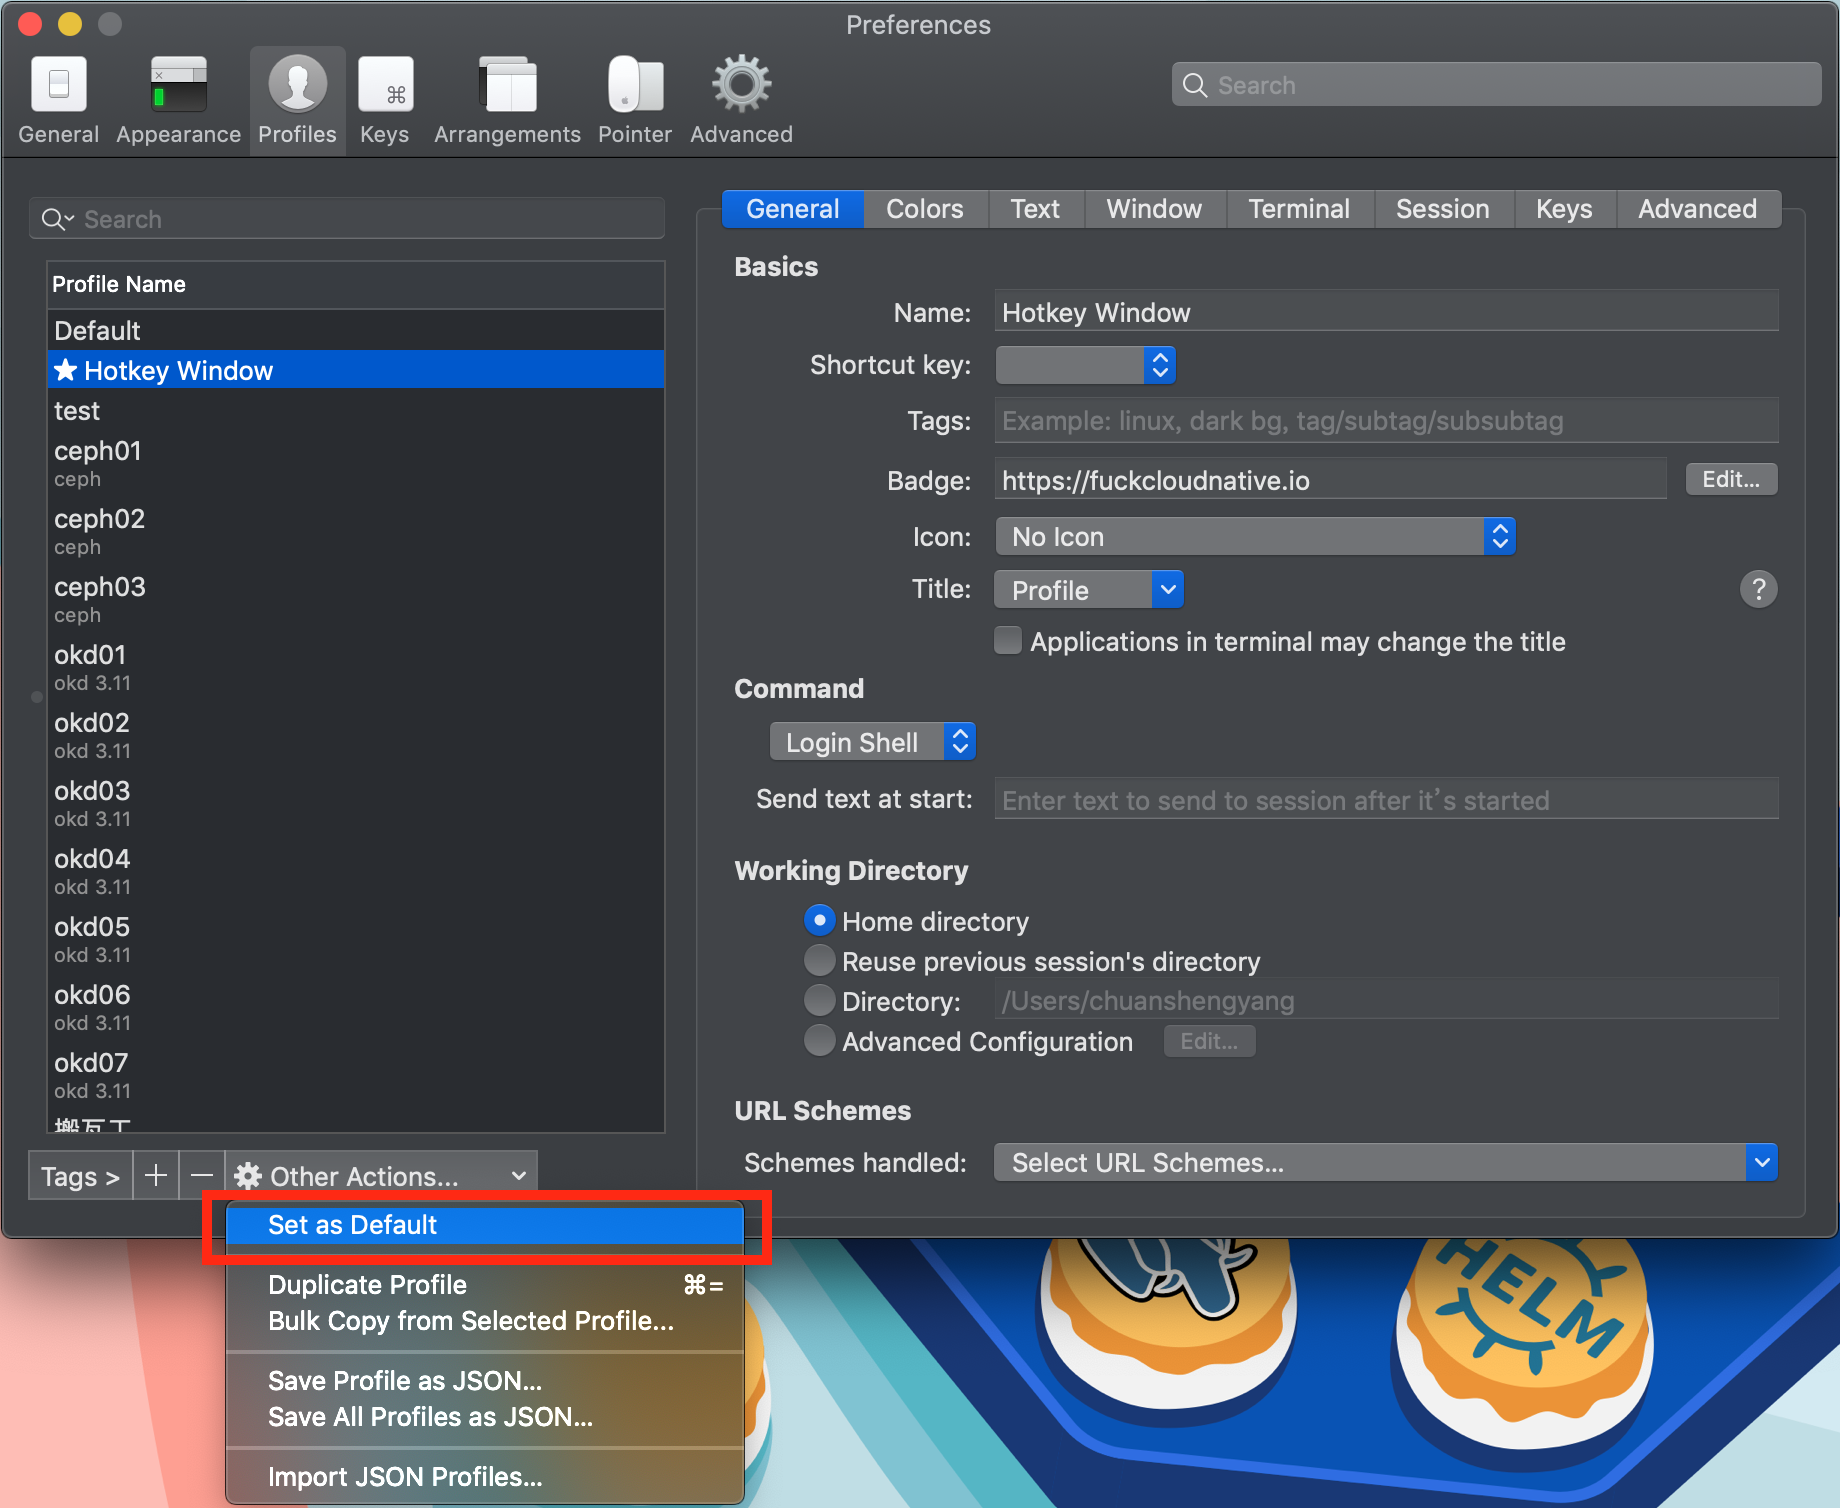 Preferences
General
Appearance
Profiles
Keys
Arrangements
Pointer
Advanced
Search
Search
Profile Name
Default
Hotkey Window
test
ceph01
ceph
ceph02
ceph
ceph03
ceph
okd01
okd 3.11
okd02
okd 3.11
okd03
okd 3.11
okd04
okd 3.11
okd05
okd 3.11
okd06
okd 3.11
okd07
okd 3.11
搬瓦工
Tags >
+
−
Other Actions...
Set as Default
Duplicate Profile ⌘=
Bulk Copy from Selected Profile...
Save Profile as JSON...
Save All Profiles as JSON...
Import JSON Profiles...
General Colors Text Window Terminal Session Keys Advanced
Basics
Name: Hotkey Window
Shortcut key:
Tags: Example: linux, dark bg, tag/subtag/subsubtag
Badge: https://fuckcloudnative.io Edit...
Icon: No Icon
Title: Profile ?
Applications in terminal may change the title
Command
Login Shell
Send text at start: Enter text to send to session after it’s started
Working Directory
Home directory
Reuse previous session's directory
Directory: /Users/chuanshengyang
Advanced Configuration Edit...
URL Schemes
Schemes handled: Select URL Schemes...
HELM